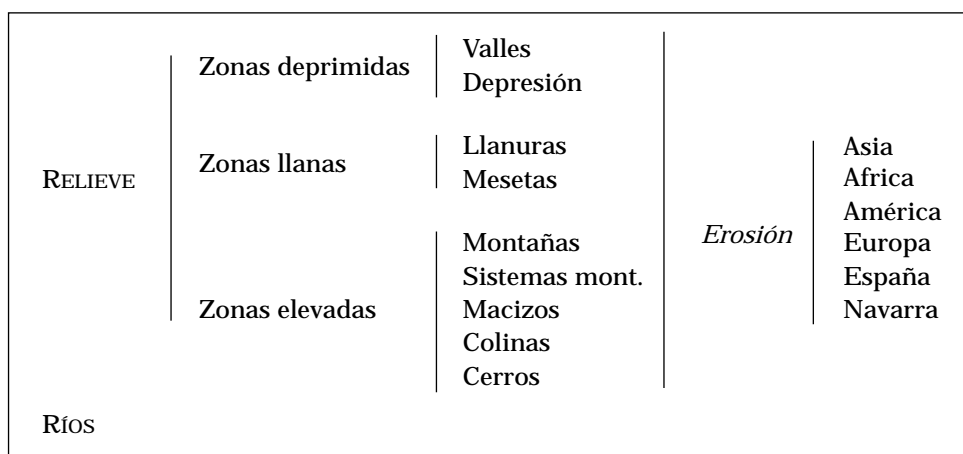 RELIEVE
Zonas deprimidas
Valles
Depresión
Zonas llanas
Llanuras
Mesetas
Zonas elevadas
Montañas
Sistemas mont.
Macizos
Colinas
Cerros
Erosión
Asia
Africa
América
Europa
España
Navarra
RÍOS